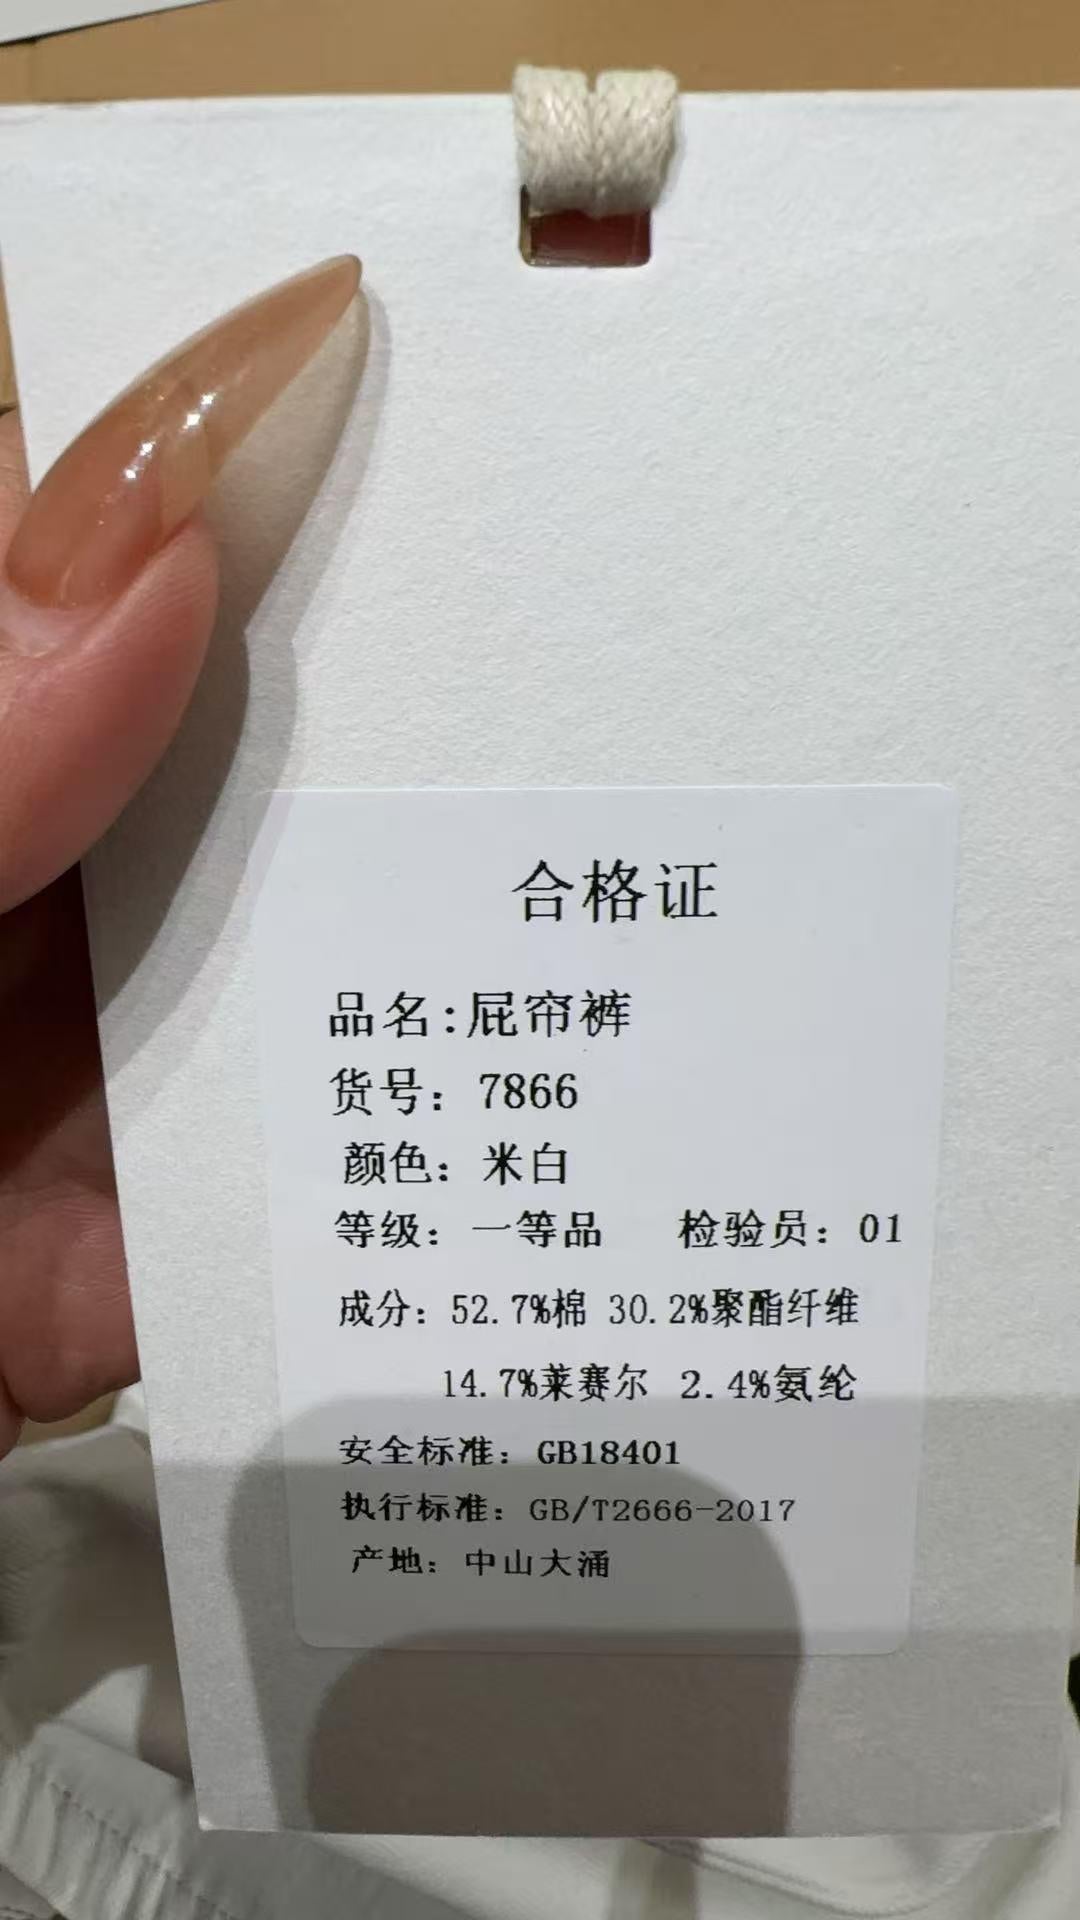 合格证
品名:屁帘裤
货号：7866
颜色：米白
等级：一等品 检验员：01
成分：52.7%棉 30.2%聚酯纤维
14.7%莱赛尔 2.4%氨纶
安全标准：GB18401
执行标准：GB/T2666-2017
产地：中山大涌